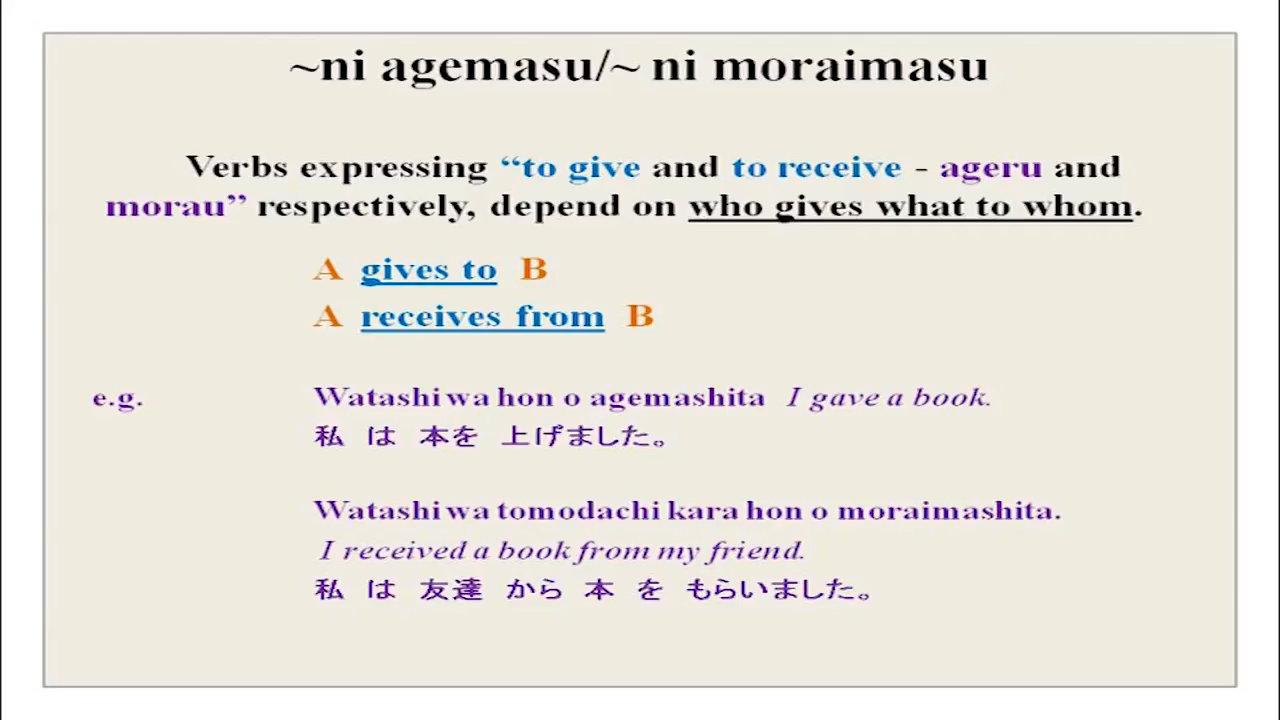 ~ni agemasu/~ ni moraimasu
Verbs expressing “to give and to receive - ageru and
morau” respectively, depend on who gives what to whom.
A gives to B
A receives from B
e.g. Watashi wa hon o agemashita I gave a book.
私 は 本を 上げました。
Watashi wa tomodachi kara hon o moraimashita.
I received a book from my friend.
私 は 友達 から 本 を もらいました。